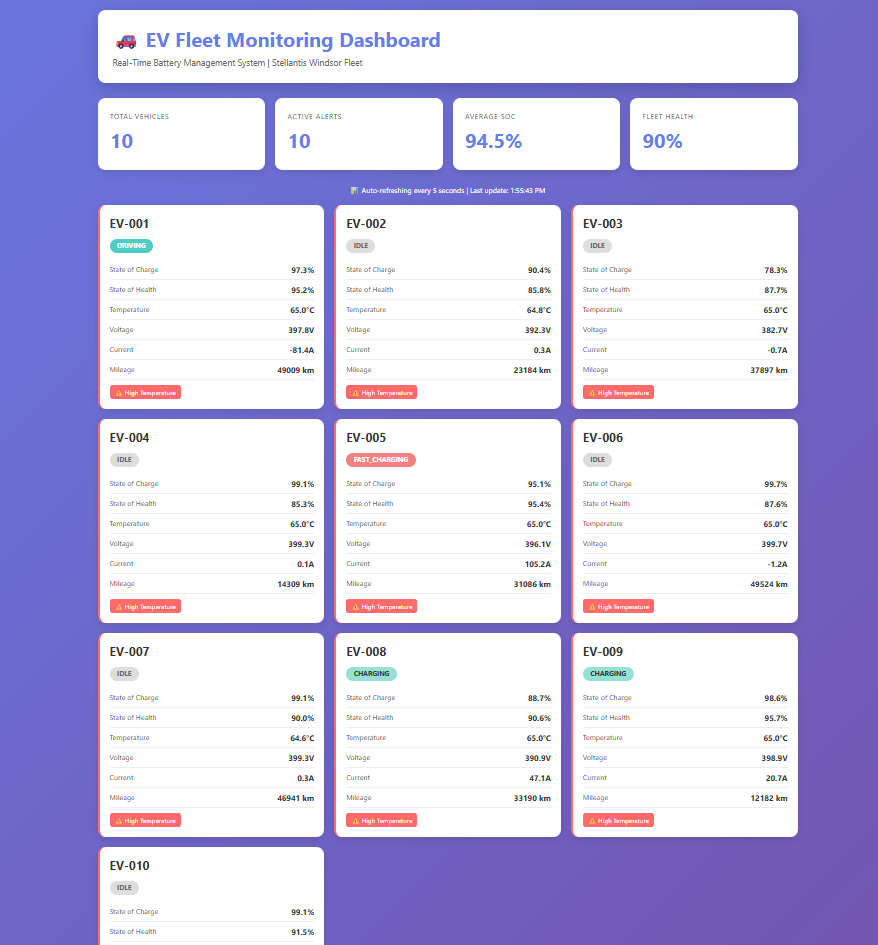 EV Fleet Monitoring Dashboard
Real-Time Battery Management System | Stellantis Windsor Fleet
TOTAL VEHICLES
10
ACTIVE ALERTS
10
AVERAGE SOC
94.5%
FLEET HEALTH
90%
Auto-refreshing every 5 seconds | Last update: 1:55:43 PM
EV-001
DRIVING
State of Charge 97.3%
State of Health 95.2%
Temperature 65.0°C
Voltage 397.8V
Current -81.4A
Mileage 49009 km
High Temperature
EV-002
IDLE
State of Charge 90.4%
State of Health 85.8%
Temperature 64.8°C
Voltage 392.3V
Current 0.3A
Mileage 23184 km
High Temperature
EV-003
IDLE
State of Charge 78.3%
State of Health 87.7%
Temperature 65.0°C
Voltage 382.7V
Current -0.7A
Mileage 37897 km
High Temperature
EV-004
IDLE
State of Charge 99.1%
State of Health 85.3%
Temperature 65.0°C
Voltage 399.3V
Current 0.1A
Mileage 14309 km
High Temperature
EV-005
FAST_CHARGING
State of Charge 95.1%
State of Health 95.4%
Temperature 65.0°C
Voltage 396.1V
Current 105.2A
Mileage 31086 km
High Temperature
EV-006
IDLE
State of Charge 99.7%
State of Health 87.6%
Temperature 65.0°C
Voltage 399.7V
Current -1.2A
Mileage 49524 km
High Temperature
EV-007
IDLE
State of Charge 99.1%
State of Health 90.0%
Temperature 64.6°C
Voltage 399.3V
Current 0.3A
Mileage 46941 km
High Temperature
EV-008
CHARGING
State of Charge 88.7%
State of Health 90.6%
Temperature 65.0°C
Voltage 390.9V
Current 47.1A
Mileage 33190 km
High Temperature
EV-009
CHARGING
State of Charge 98.6%
State of Health 95.7%
Temperature 65.0°C
Voltage 398.9V
Current 20.7A
Mileage 12182 km
High Temperature
EV-010
IDLE
State of Charge 99.1%
State of Health 91.5%